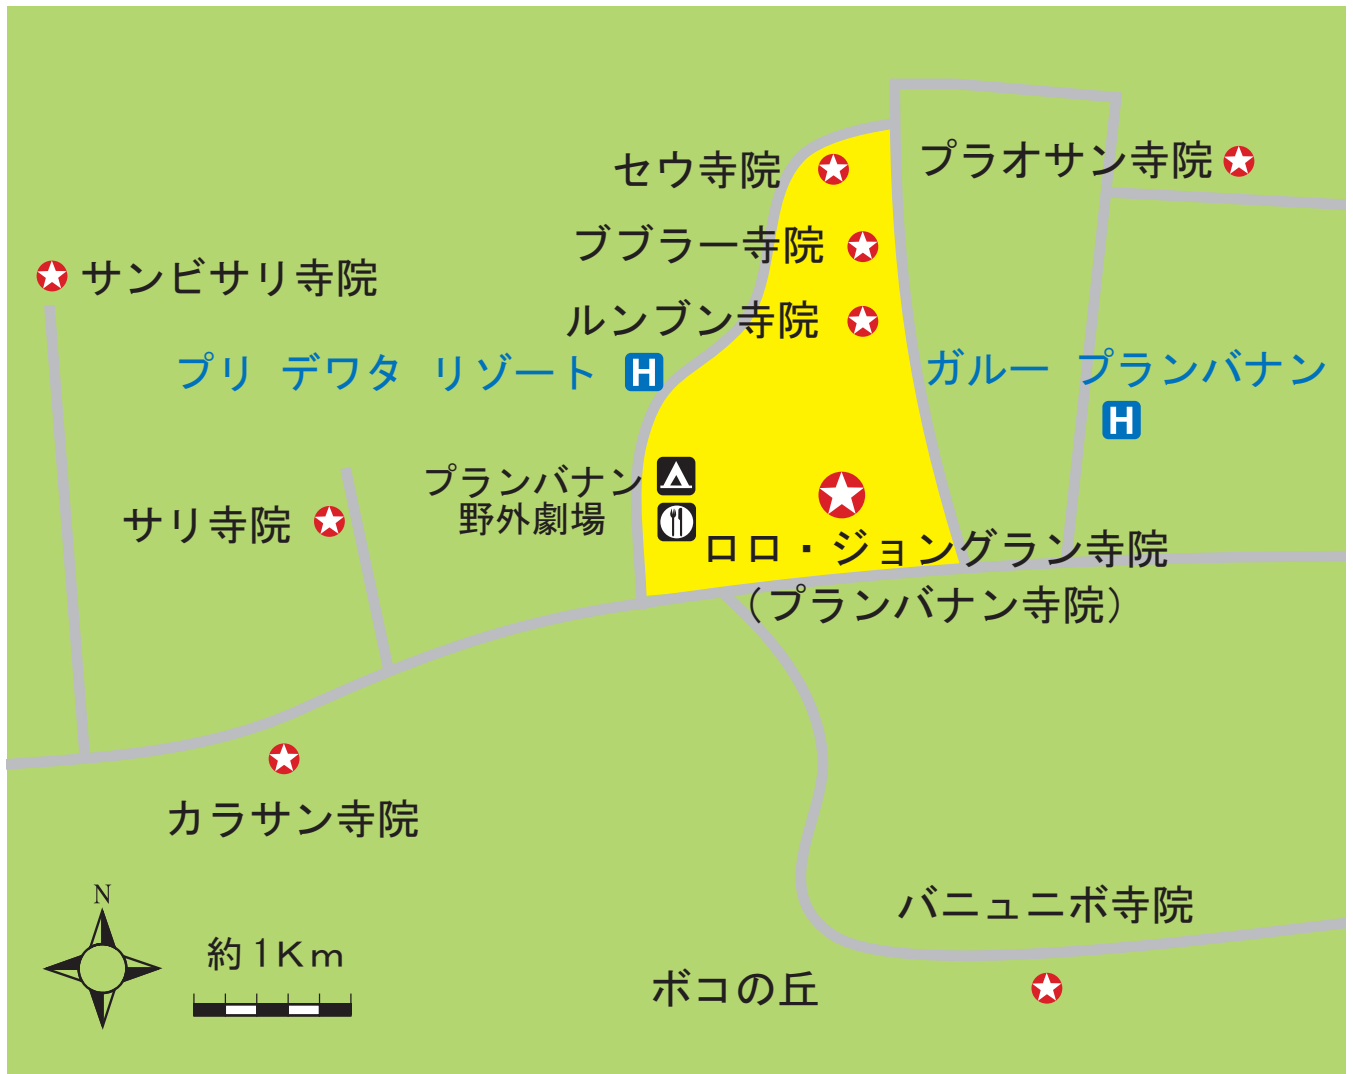 セウ寺院
プラオサン寺院
ブブラー寺院
サンビサリ寺院
ルンブン寺院
プリ デワタ リゾート
H
ガルー プランバナン
H
プランバナン
野外劇場
サリ寺院
ロロ・ジョングラン寺院
（プランバナン寺院）
カラサン寺院
バニュニボ寺院
N
約1Km
ボコの丘